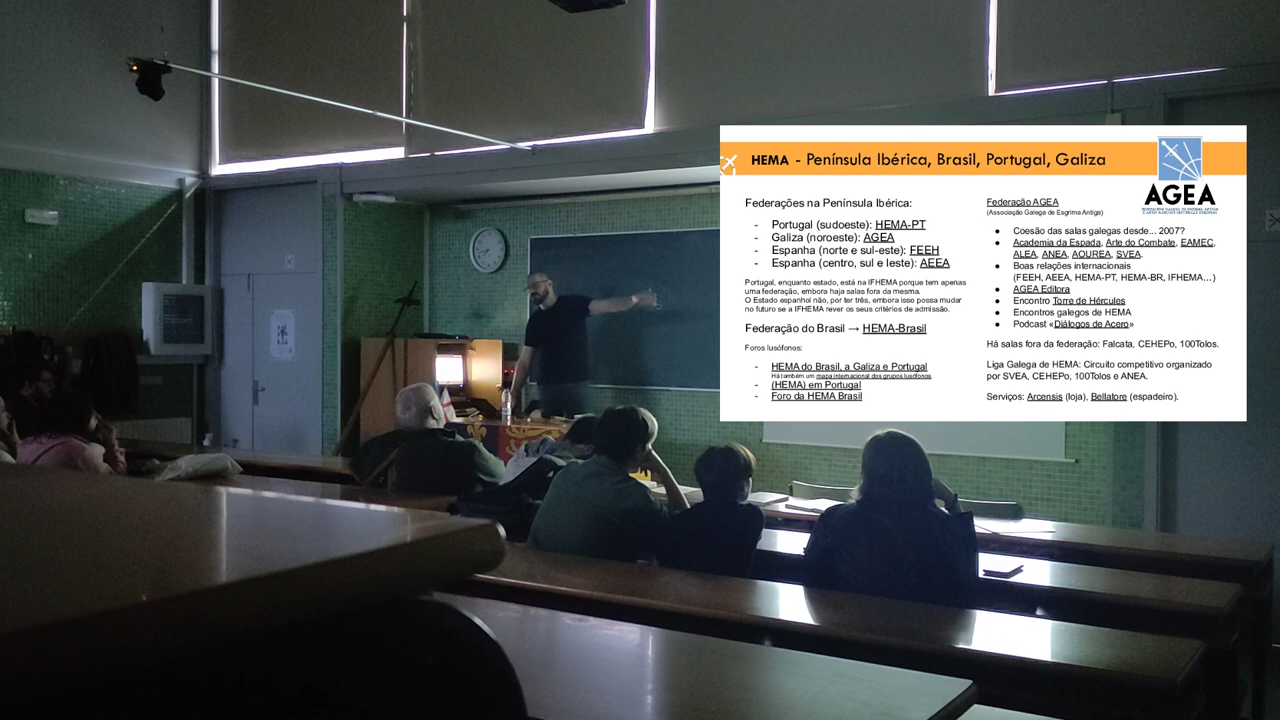 HEMA - Península Ibérica, Brasil, Portugal, Galiza
AGEA
Federações na Península Ibérica:
- Portugal (sudoeste): HEMA-PT
- Galiza (noroeste): AGEA
- Espanha (norte e sul-este): FEEH
- Espanha (centro, sul e leste): AEEA
Portugal, enquanto estado, está na IFHEMA porque tem apenas
uma federação, embora haja salas fora da mesma.
O Estado espanhol não, por ter três, embora isso possa mudar
no futuro se a IFHEMA rever os seus critérios de admissão.
Federação do Brasil → HEMA-Brasil
Foros lusófonos:
- HEMA do Brasil, a Galiza e Portugal
Há também um mapa internacional dos grupos lusófonos.
- (HEMA) em Portugal
- Foro da HEMA Brasil
Federação AGEA
(Associação Galega de Esgrima Antiga)
● Coesão das salas galegas desde... 2007?
● Academia da Espada, Arte do Combate, EAMEC,
ALEA, ANEA, AOUREA, SVEA.
● Boas relações internacionais
(FEEH, AEEA, HEMA-PT, HEMA-BR, IFHEMA...)
● AGEA Editora
● Encontro Torre de Hércules
● Encontros galegos de HEMA
● Podcast «Diálogos de Acero»
Há salas fora da federação: Falcata, CEHEPo, 100Tolos.
Liga Galega de HEMA: Circuito competitivo organizado
por SVEA, CEHEPo, 100Tolos e ANEA.
Serviços: Arcensis (loja), Bellatore (espadeiro).